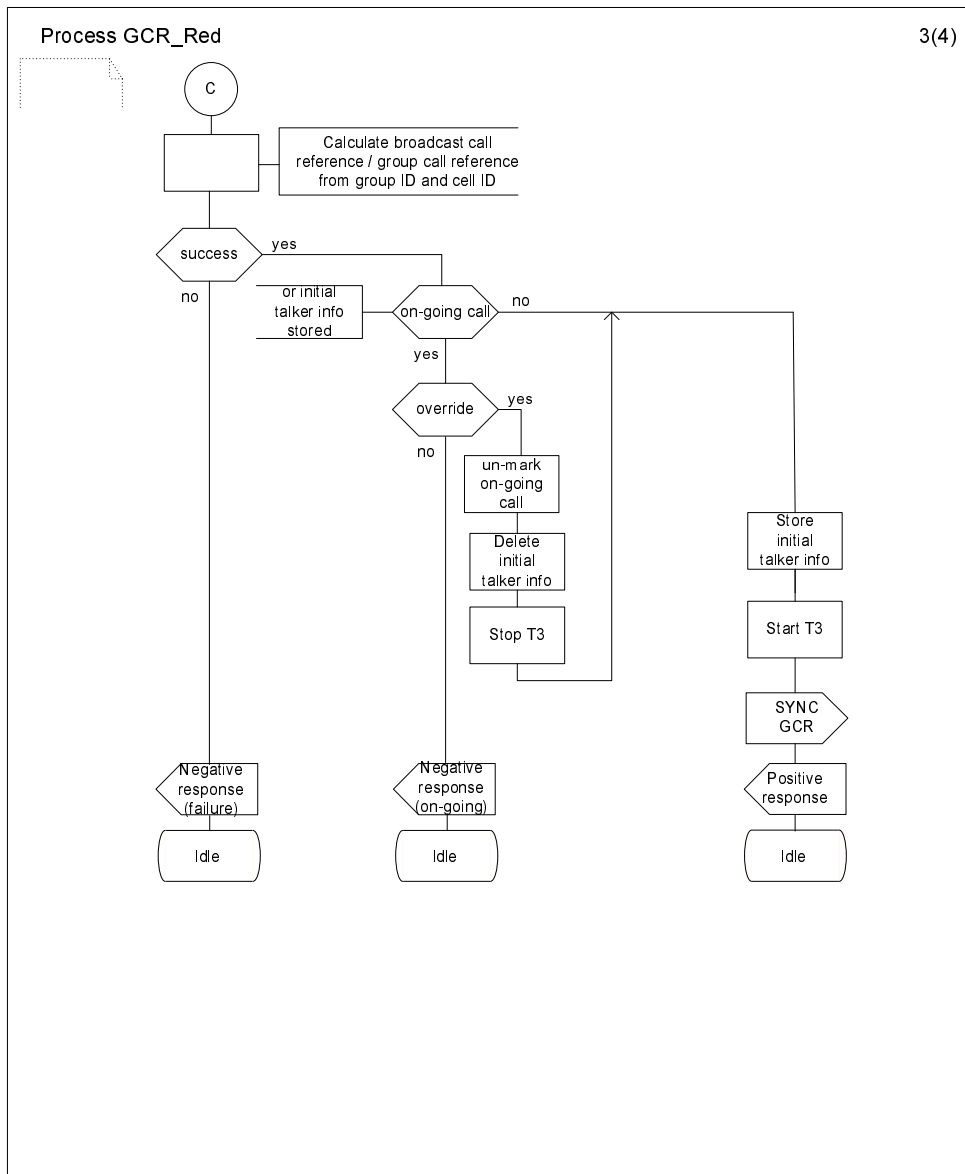 Process GCR_Red
3(4)
C
Calculate broadcast call
reference / group call reference
from group ID and cell ID
success
yes
no
or initial
talker info
stored
on-going call
no
yes
override
yes
no
un-mark
on-going
call
Delete
initial
talker info
Stop T3
Store
initial
talker info
Start T3
SYNC
GCR
Negative
response
(failure)
Negative
response
(on-going)
Positive
response
Idle
Idle
Idle